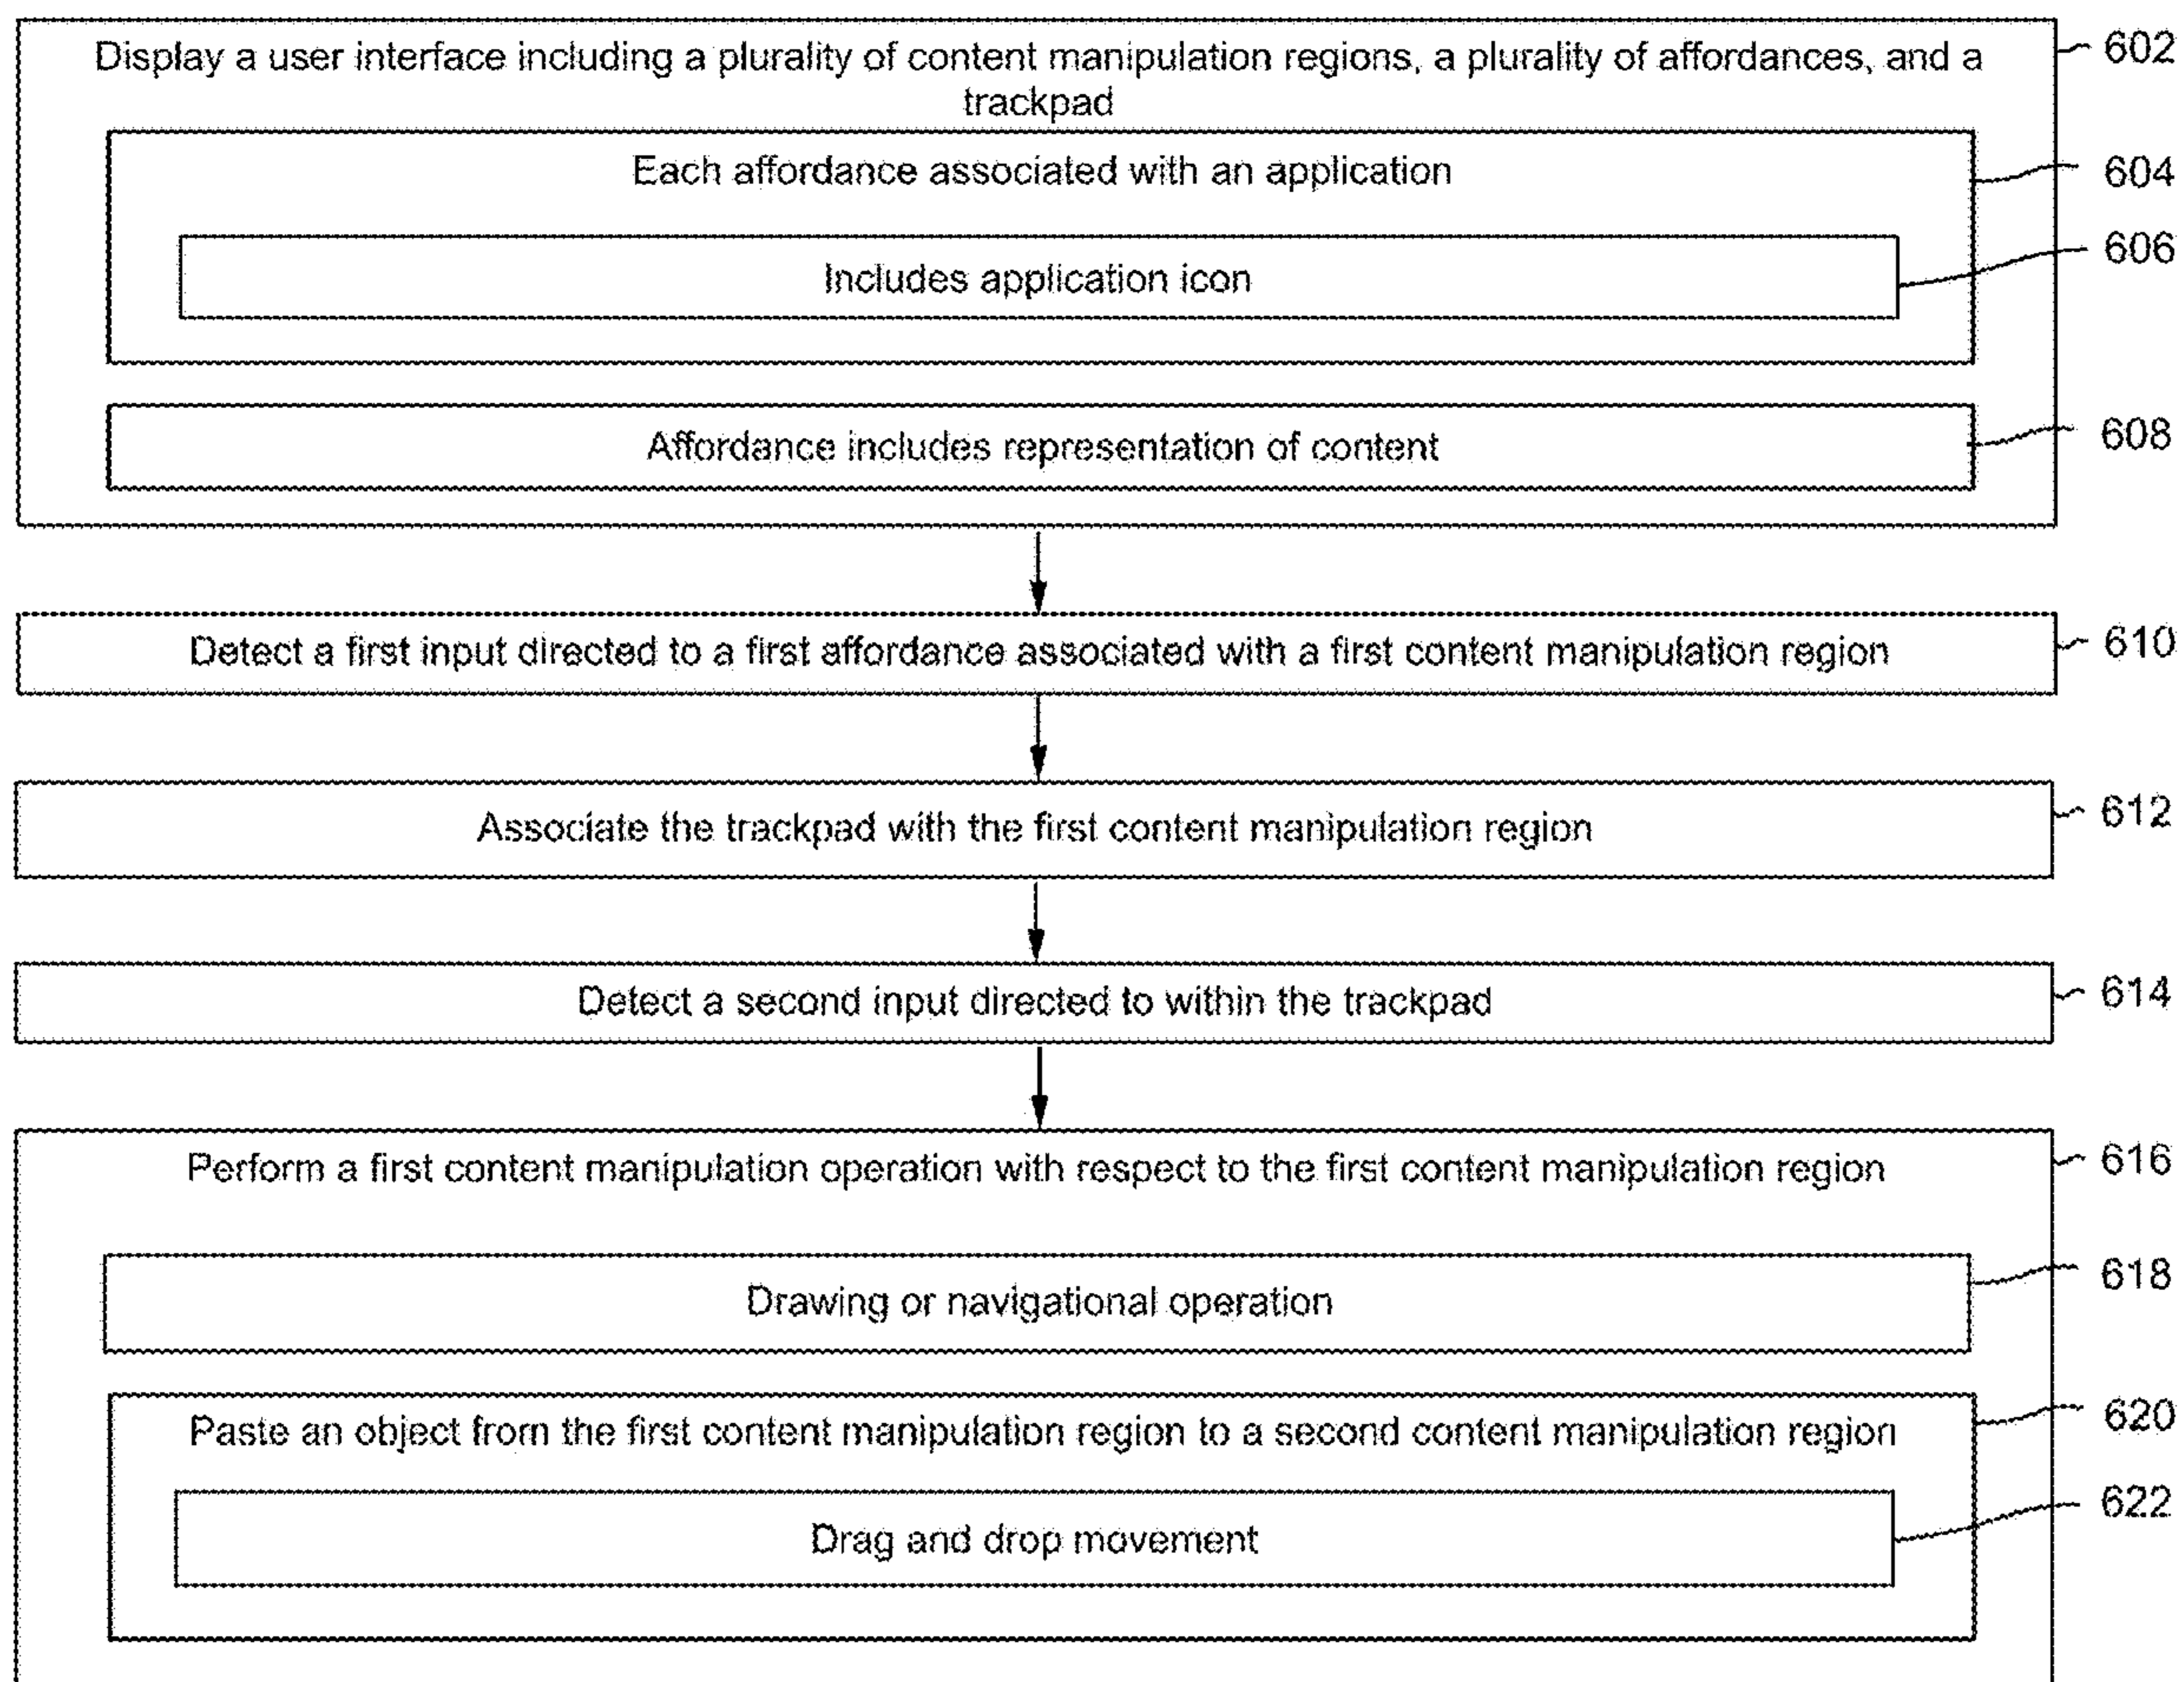 Display a user interface including a plurality of content manipulation regions, a plurality of affordances, and a
trackpad
602
Each affordance associated with an application
604
Includes application icon
606
Affordance includes representation of content
608
Detect a first input directed to a first affordance associated with a first content manipulation region
610
Associate the trackpad with the first content manipulation region
612
Detect a second input directed to within the trackpad
614
Perform a first content manipulation operation with respect to the first content manipulation region
616
Drawing or navigational operation
618
Paste an object from the first content manipulation region to a second content manipulation region
620
Drag and drop movement
622